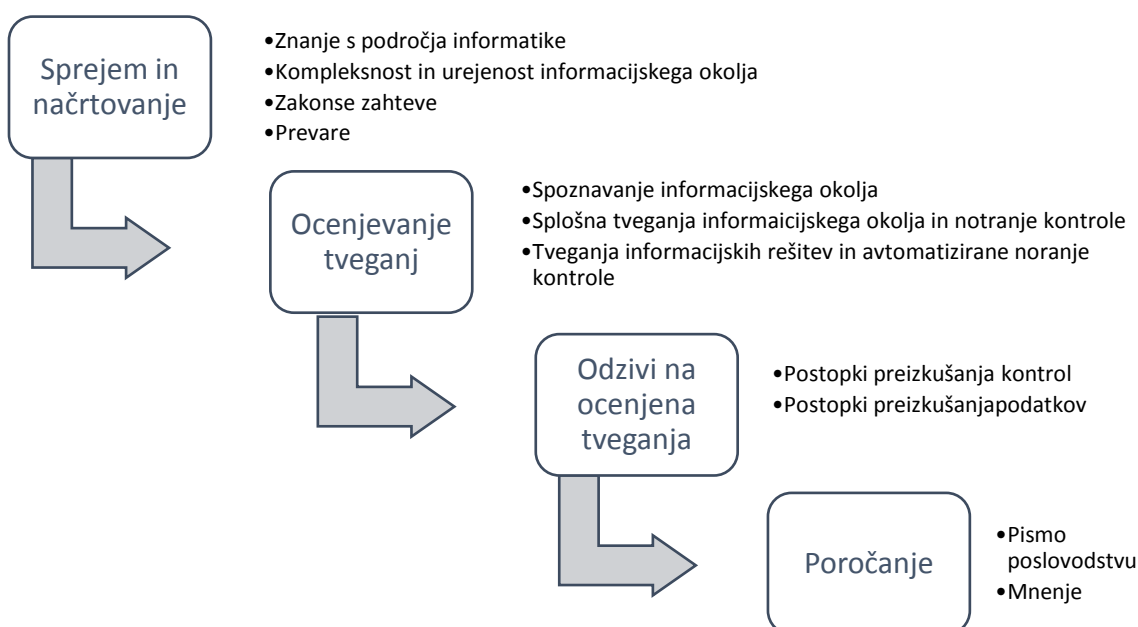 Sprejem in
načrtovanje
•Znanje s področja informatike
•Kompleksnost in urejenost informacijskega okolja
•Zakonse zahteve
•Prevare
Ocenjevanje
tveganj
•Spoznavanje informacijskega okolja
•Splošna tveganja informaicijskega okolja in notranje kontrole
•Tveganja informacijskih rešitev in avtomatizirane noranje
kontrole
Odzivi na
ocenjena
tveganja
•Postopki preizkušanja kontrol
•Postopki preizkušanjapodatkov
Poročanje
•Pismo
poslovodstvu
•Mnenje